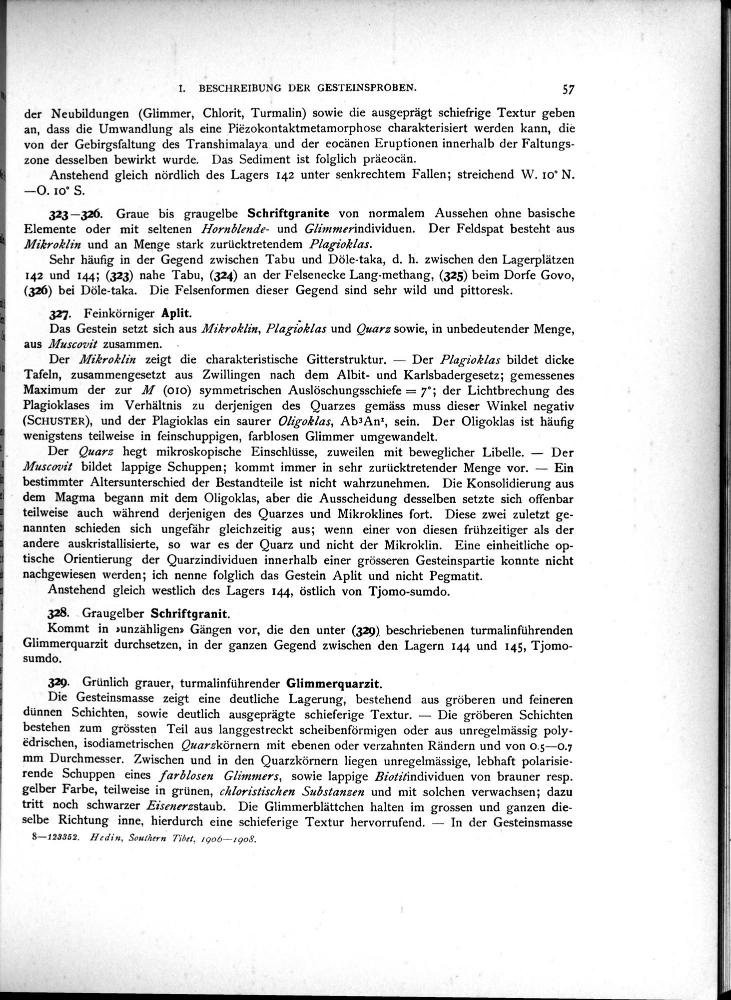 I. BESCHREIBUNG DER GESTEINSPROBEN. 57
der Neubildungen (Glimmer, Chlorit, Turmalin) sowie die ausgeprägt schiefrige Textur geben
an, dass die Umwandlung als eine Piëzokontaktmetamorphose charakterisiert werden kann, die
von der Gebirgsfaltung des Transhimalaya und der eocänen Eruptionen innerhalb der Faltungs-
zone desselben bewirkt wurde. Das Sediment ist folglich präeocän.
Anstehend gleich nördlich des Lagers 142 unter senkrechtem Fallen; streichend W. 10° N.
—O. 10° S.
323—326. Graue bis graugelbe Schriftgranite von normalem Aussehen ohne basische
Elemente oder mit seltenen Hornblende- und Glimmerindividuen. Der Feldspat besteht aus
Mikroklin und an Menge stark zurücktretendem Plagioklas.
Sehr häufig in der Gegend zwischen Tabu und Döle-taka, d. h. zwischen den Lagerplätzen
142 und 144; (323) nahe Tabu, (324) an der Felsenecke Lang-methang, (325) beim Dorfe Govo,
(326) bei Döle-taka. Die Felsenformen dieser Gegend sind sehr wild und pittoresk.
327. Feinkörniger Aplit.
Das Gestein setzt sich aus Mikroklin, Plagioklas und Quarz sowie, in unbedeutender Menge,
aus Muscovit zusammen.
Der Mikroklin zeigt die charakteristische Gitterstruktur. — Der Plagioklas bildet dicke
Tafeln, zusammengesetzt aus Zwillingen nach dem Albit- und Karlsbadergesetz; gemessenes
Maximum der zur M (010) symmetrischen Auslöschungsschiefe = 7°; der Lichtbrechung des
Plagioklases im Verhältnis zu derjenigen des Quarzes gemäss muss dieser Winkel negativ
(SCHUSTER), und der Plagioklas ein saurer Oligoklas, Ab³An¹, sein. Der Oligoklas ist häufig
wenigstens teilweise in feinschuppigen, farblosen Glimmer umgewandelt.
Der Quarz hegt mikroskopische Einschlüsse, zuweilen mit beweglicher Libelle. — Der
Muscovit bildet lappige Schuppen; kommt immer in sehr zurücktretender Menge vor. — Ein
bestimmter Altersunterschied der Bestandteile ist nicht wahrzunehmen. Die Konsolidierung aus
dem Magma begann mit dem Oligoklas, aber die Ausscheidung desselben setzte sich offenbar
teilweise auch während derjenigen des Quarzes und Mikroklines fort. Diese zwei zuletzt ge-
nannten schieden sich ungefähr gleichzeitig aus; wenn einer von diesen frühzeitiger als der
andere auskristallisierte, so war es der Quarz und nicht der Mikroklin. Eine einheitliche op-
tische Orientierung der Quarzindividuen innerhalb einer grösseren Gesteinspartie konnte nicht
nachgewiesen werden; ich nenne folglich das Gestein Aplit und nicht Pegmatit.
Anstehend gleich westlich des Lagers 144, östlich von Tjomo-sumdo.
328. Graugelber Schriftgranit.
Kommt in »unzähligen» Gängen vor, die den unter (329) beschriebenen turmalinführenden
Glimmerquarzit durchsetzen, in der ganzen Gegend zwischen den Lagern 144 und 145, Tjomo-
sumdo.
329. Grünlich grauer, turmalinführender Glimmerquarzit.
Die Gesteinsmasse zeigt eine deutliche Lagerung, bestehend aus gröberen und feineren
dünnen Schichten, sowie deutlich ausgeprägte schieferige Textur. — Die gröberen Schichten
bestehen zum grössten Teil aus langgestreckt scheibenförmigen oder aus unregelmässig poly-
ëdrischen, isodiametrischen Quarzkörnern mit ebenen oder verzahnten Rändern und von 0.5—0.7
mm Durchmesser. Zwischen und in den Quarzkörnern liegen unregelmässige, lebhaft polarisie-
rende Schuppen eines farblosen Glimmers, sowie lappige Biotitindividuen von brauner resp.
gelber Farbe, teilweise in grünen, chloristischen Substanzen und mit solchen verwachsen; dazu
tritt noch schwarzer Eisenerzstaub. Die Glimmerblättchen halten im grossen und ganzen die-
selbe Richtung inne, hierdurch eine schieferige Textur hervorrufend. — In der Gesteinsmasse
8—123352. Hedin, Southern Tibet, 1906—1908.